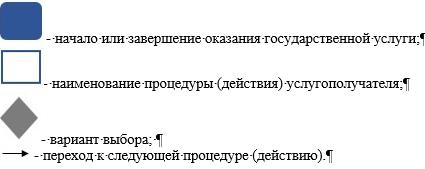 - начало или завершение оказания государственной услуги;¶
- наименование процедуры (действия) услугополучателя;¶
- вариант выбора; ¶
- переход к следующей процедуре (действию).¶